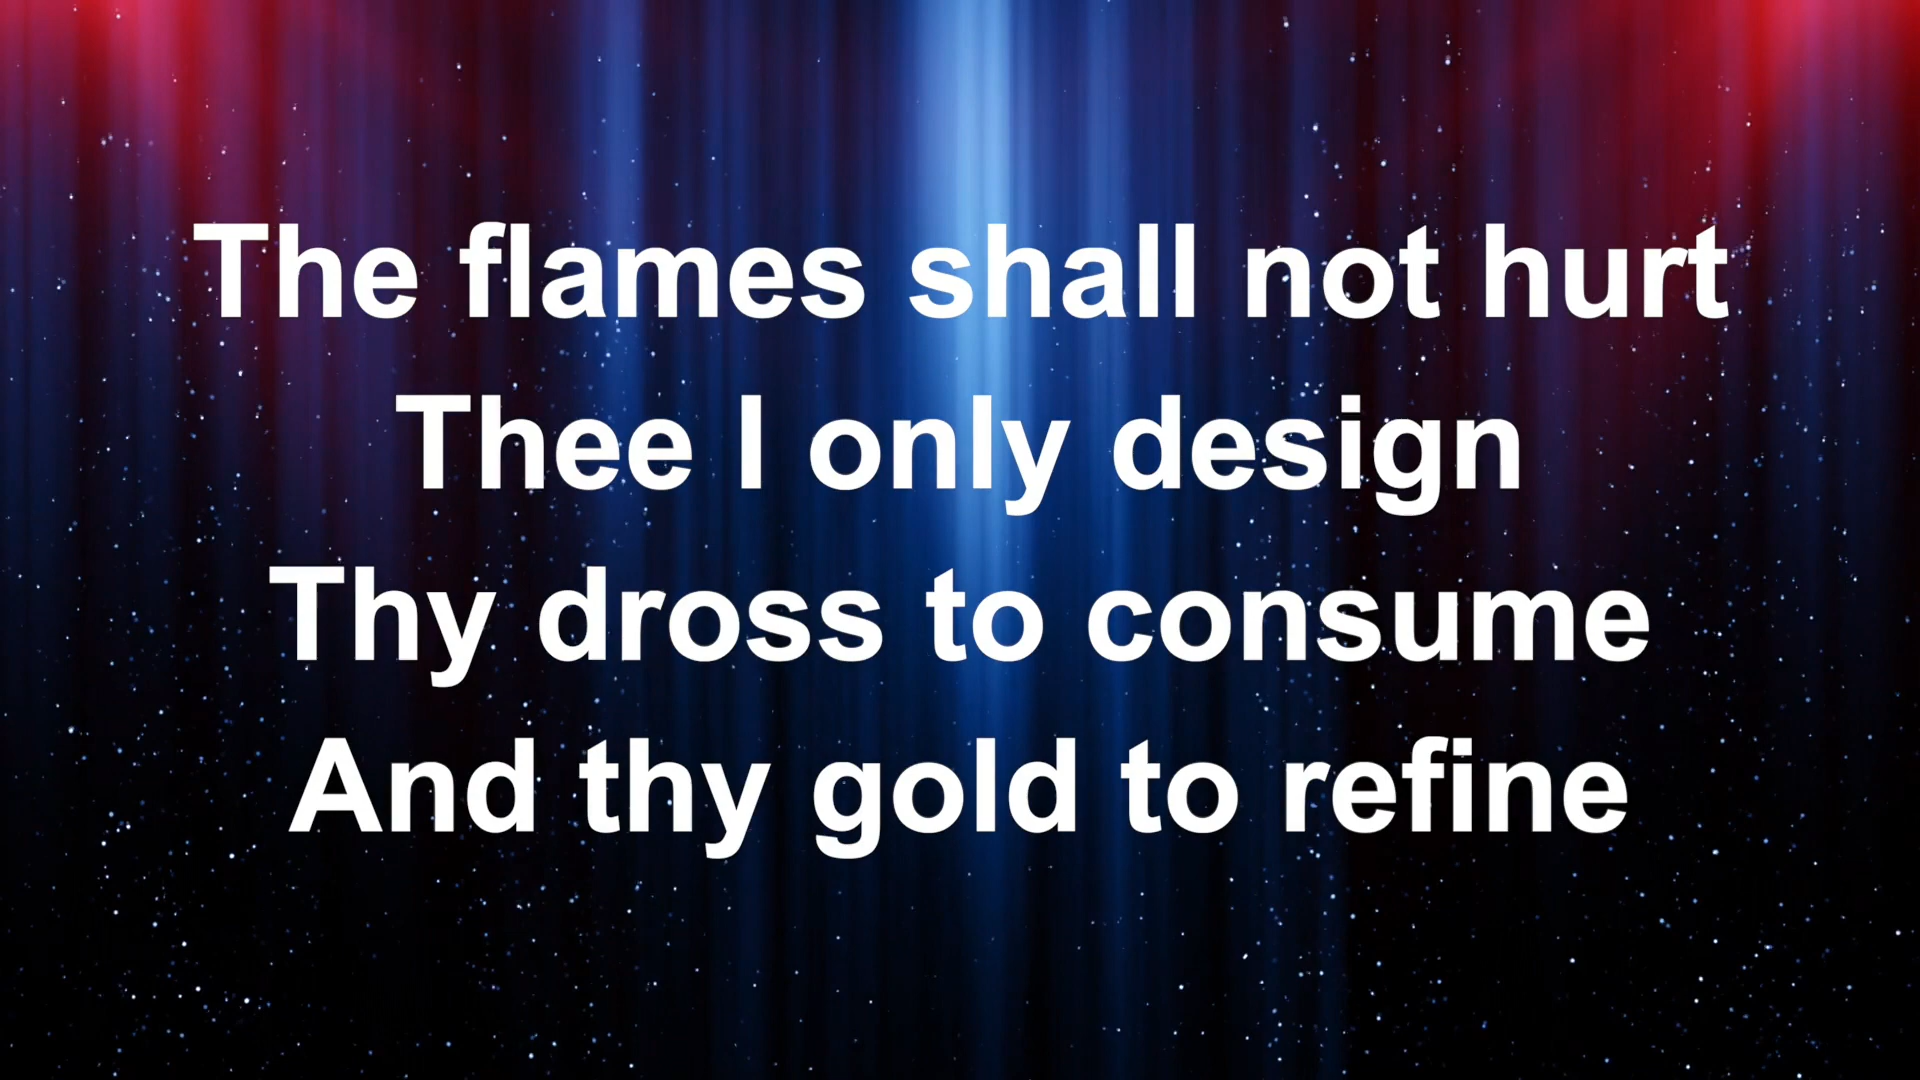 The flames shall not hurt
Thee I only design
Thy dross to consume
And thy gold to refine